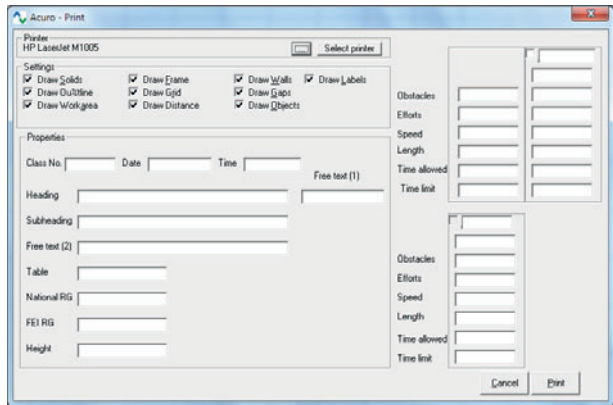 Acuro - Print
Printer
HP LaserJet M1005
... Select printer
Settings
Draw Solids Draw Frame Draw Walls Draw Labels
Draw Outtline Draw Grid Draw Gaps
Draw Workarea Draw Distance Draw Objects
Properties
Class No. Date Time
Free text (1)
Heading
Subheading
Free text (2)
Table
National RG
FEI RG
Height
Obstacles
Efforts
Speed
Length
Time allowed
Time limit
Obstacles
Efforts
Speed
Length
Time allowed
Time limit
Cancel Print